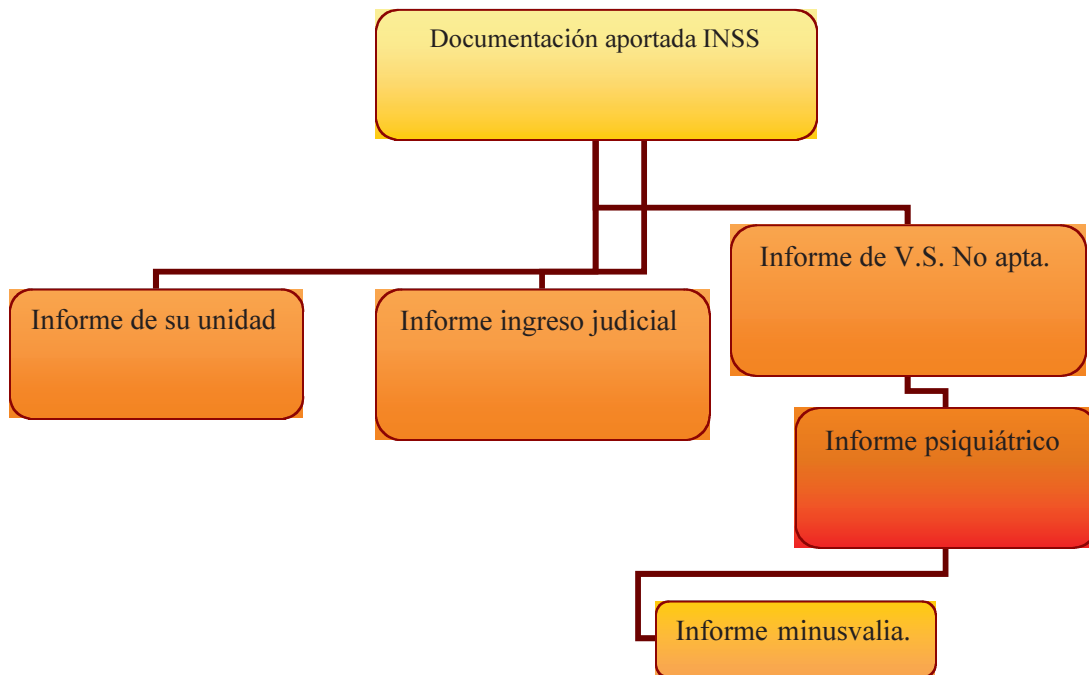 Documentación aportada INSS
Informe de V.S. No apta.
Informe de su unidad
Informe ingreso judicial
Informe psiquiátrico
Informe minusvalia.